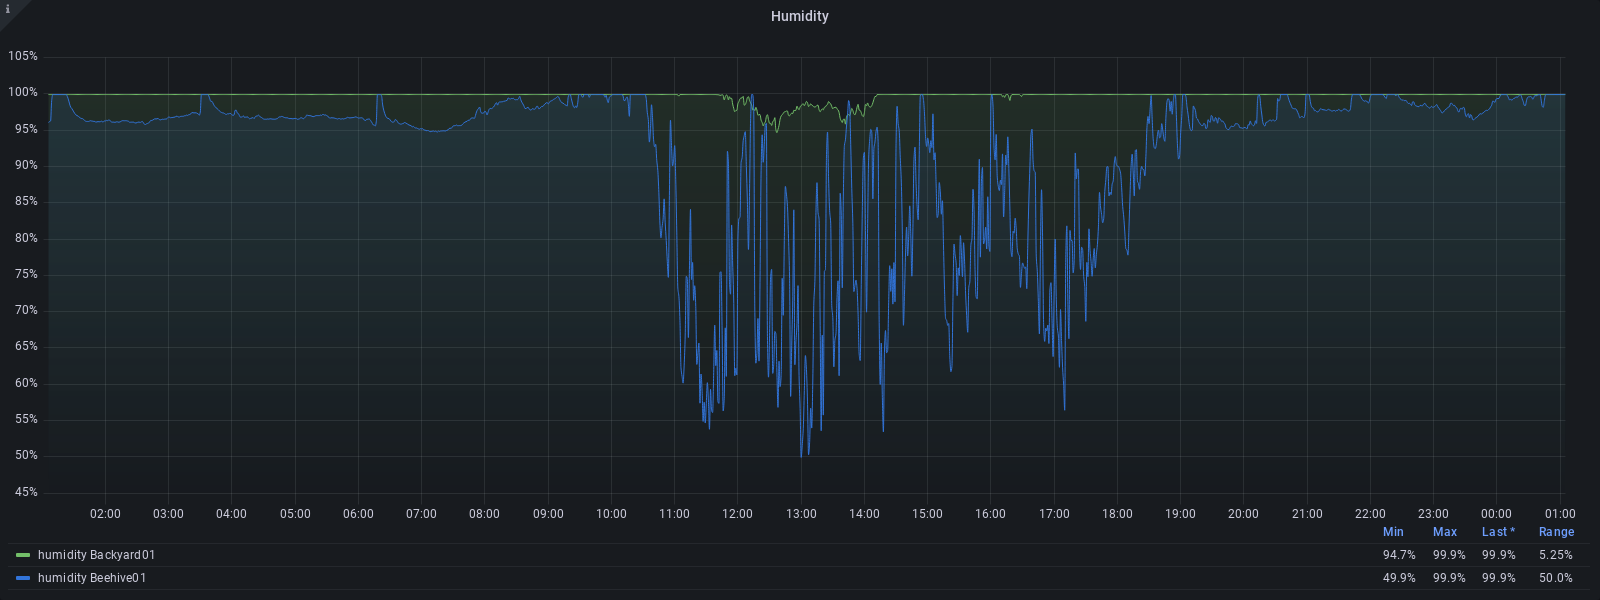 i
Humidity
105%
100%
95%
90%
85%
80%
75%
70%
65%
60%
55%
50%
45%
02:00 03:00 04:00 05:00 06:00 07:00 08:00 09:00 10:00 11:00 12:00 13:00 14:00 15:00 16:00 17:00 18:00 19:00 20:00 21:00 22:00 23:00 00:00 01:00
Min Max Last * Range
humidity Backyard01 94.7% 99.9% 99.9% 5.25%
humidity Beehive01 49.9% 99.9% 99.9% 50.0%